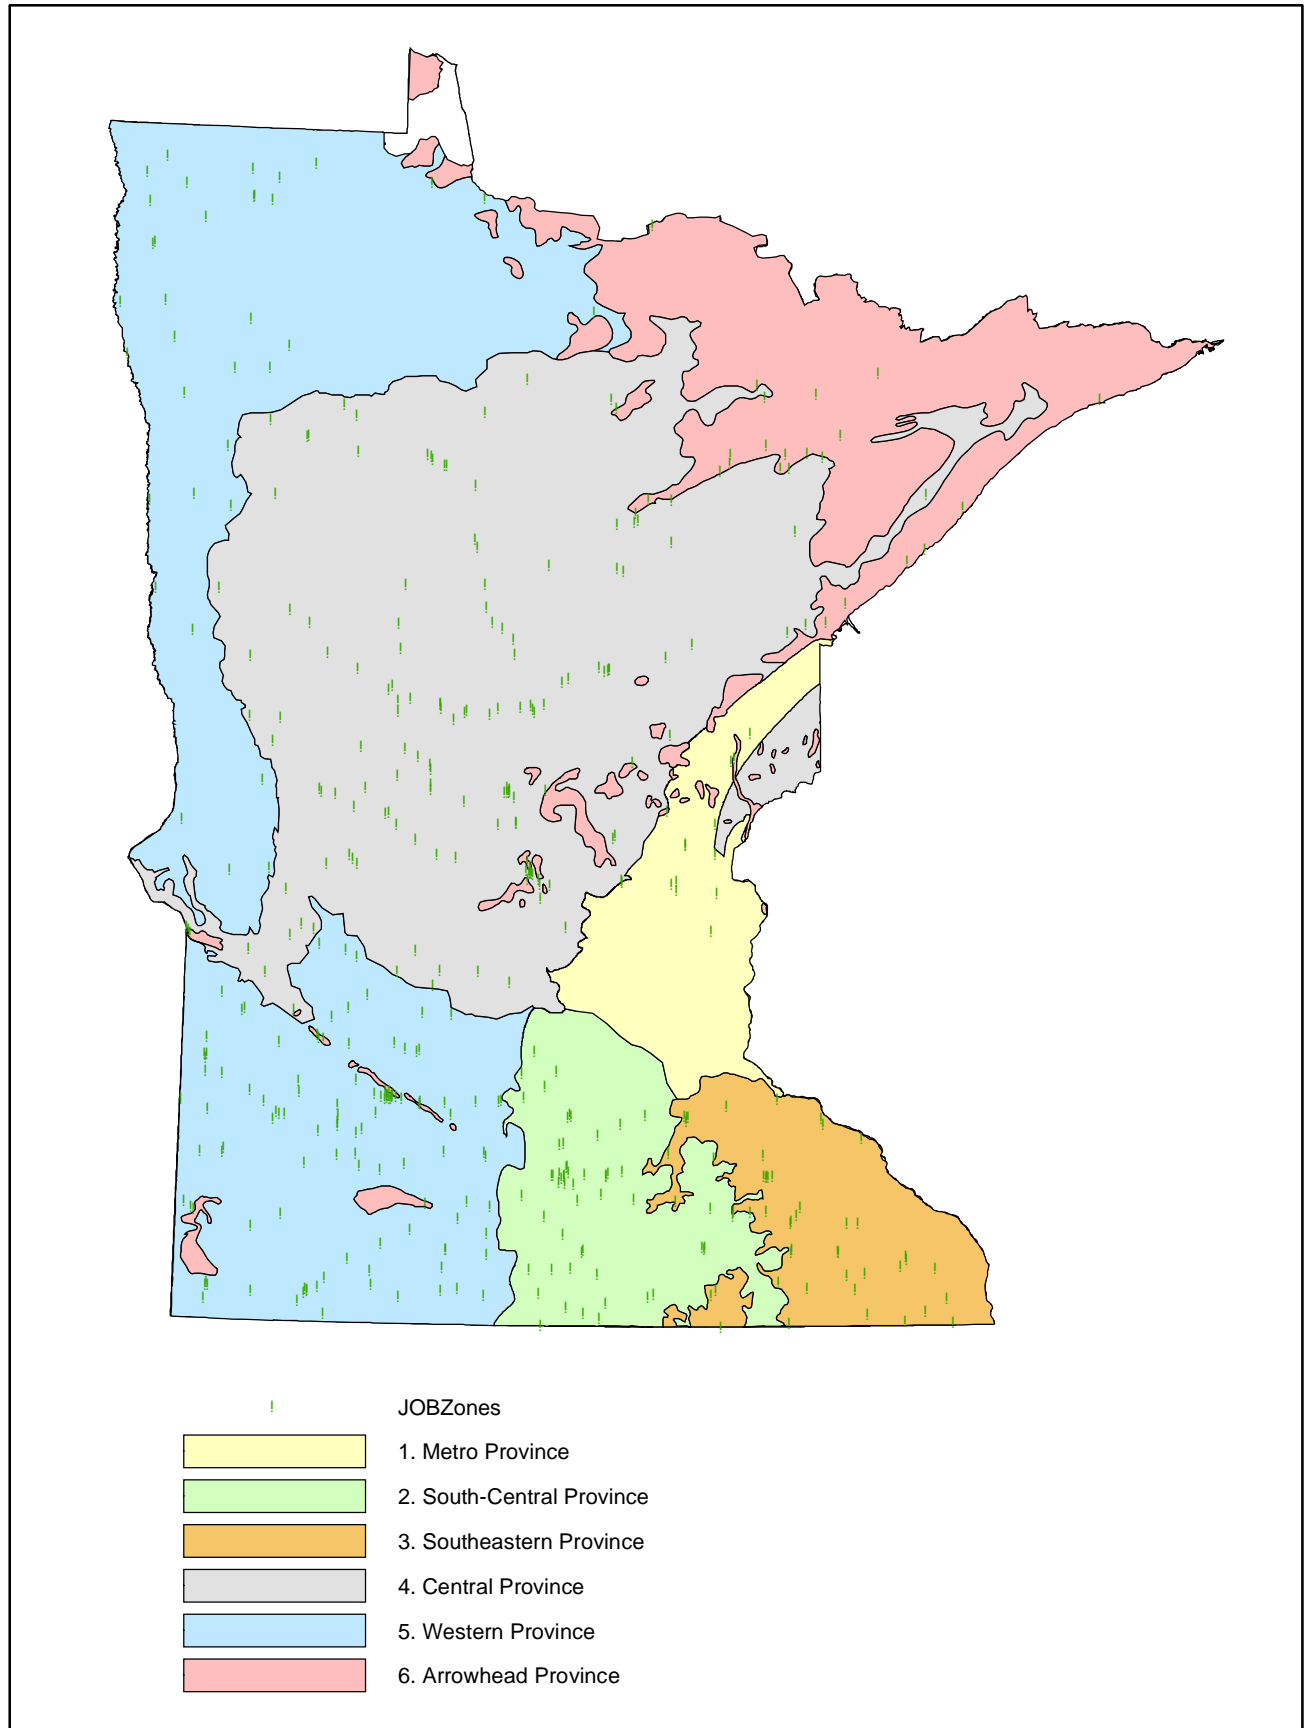 JOBZones
1. Metro Province
2. South-Central Province
3. Southeastern Province
4. Central Province
5. Western Province
6. Arrowhead Province